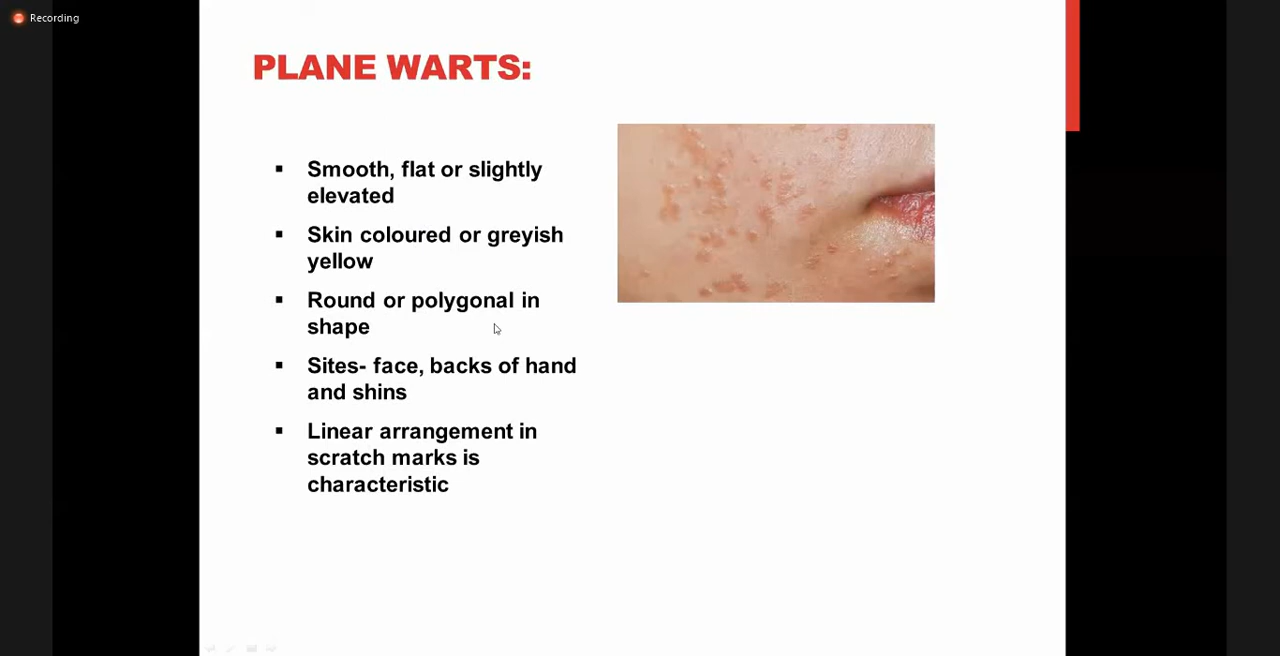 Recording
PLANE WARTS:
▪ Smooth, flat or slightly
elevated
▪ Skin coloured or greyish
yellow
▪ Round or polygonal in
shape
▪ Sites- face, backs of hand
and shins
▪ Linear arrangement in
scratch marks is
characteristic